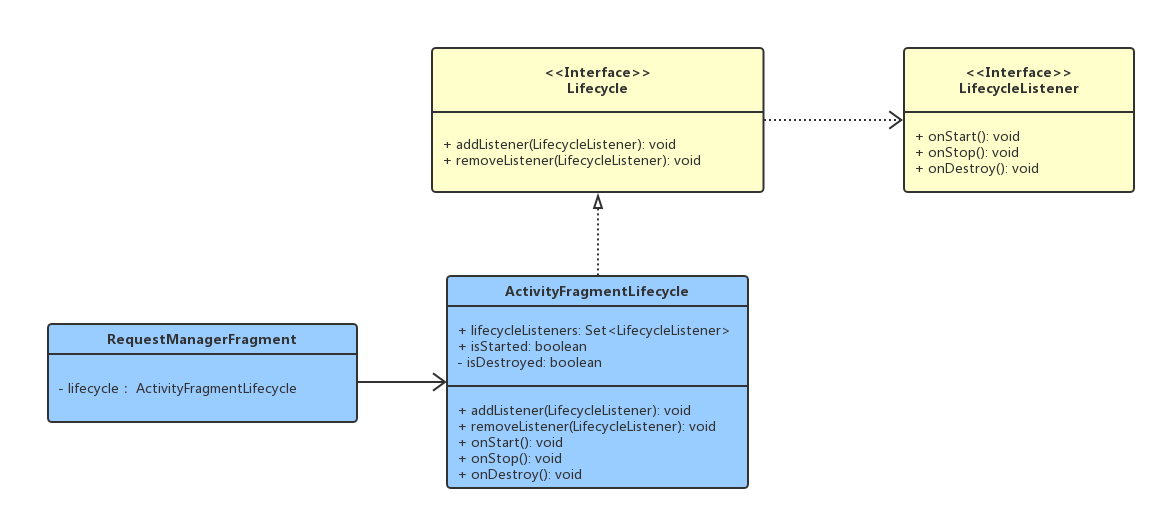 <<Interface>>
Lifecycle
+ addListener(LifecycleListener): void
+ removeListener(LifecycleListener): void
<<Interface>>
LifecycleListener
+ onStart(): void
+ onStop(): void
+ onDestroy(): void
RequestManagerFragment
- lifecycle： ActivityFragmentLifecycle
ActivityFragmentLifecycle
+ lifecycleListeners: Set<LifecycleListener>
+ isStarted: boolean
- isDestroyed: boolean
+ addListener(LifecycleListener): void
+ removeListener(LifecycleListener): void
+ onStart(): void
+ onStop(): void
+ onDestroy(): void